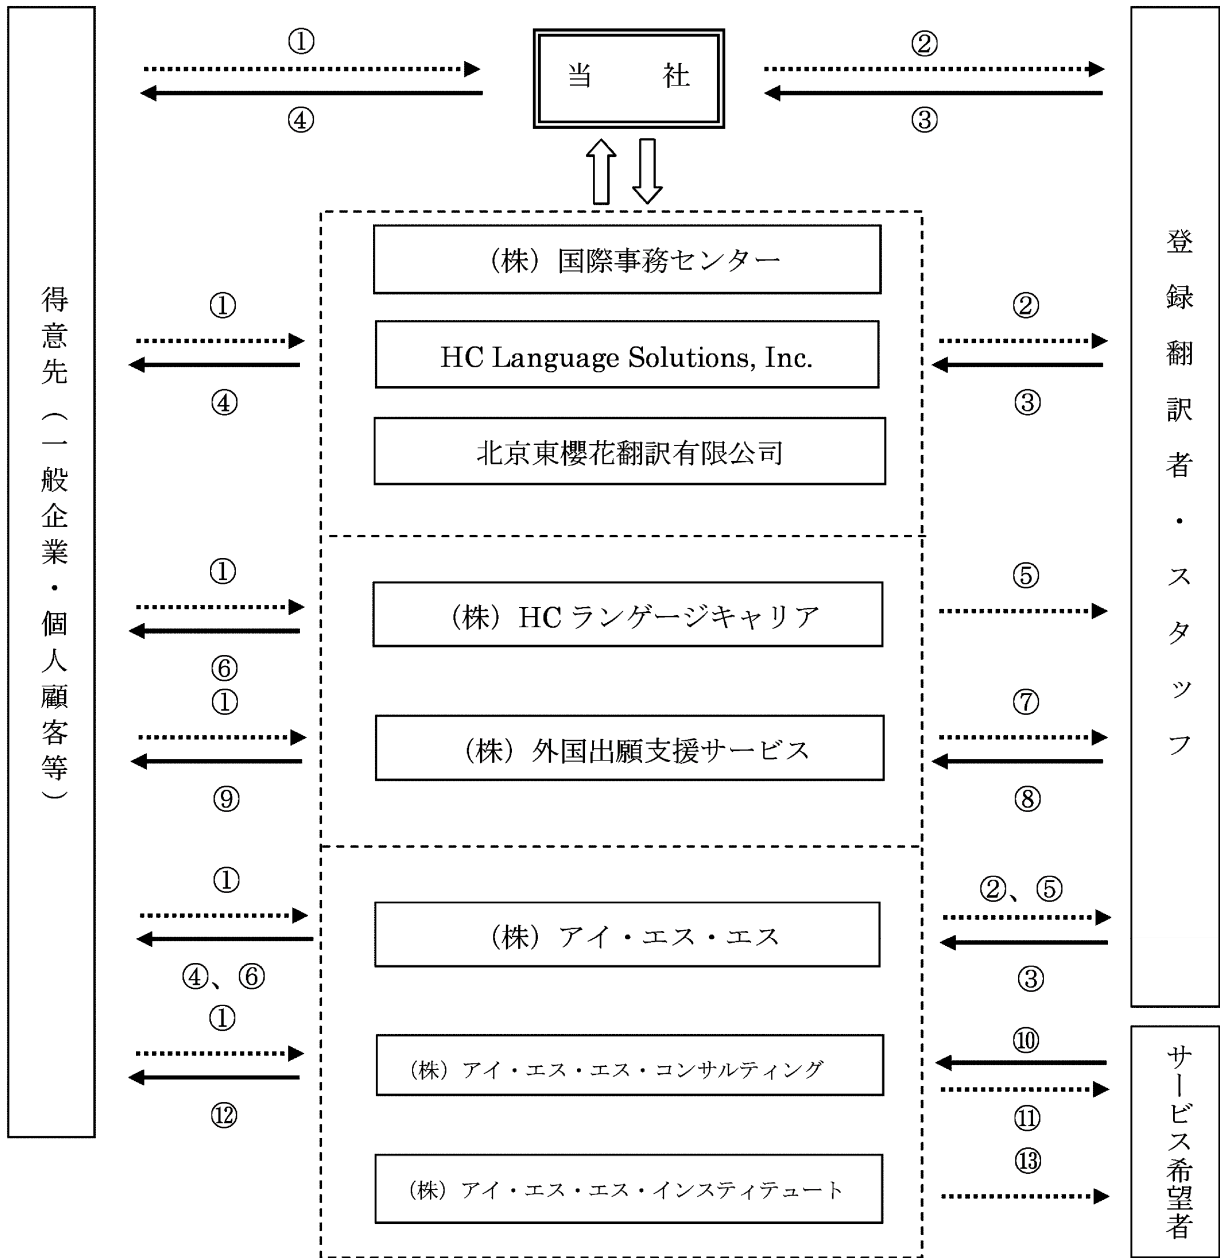 ① 当　　社 ②
④ ③
（株）国際事務センター
① ②
HC Language Solutions, Inc.
④ ③
北京東櫻花翻訳有限公司
得意先（一般企業・個人顧客等）
登録翻訳者・スタッフ
① ⑤
（株）HC ランゲージキャリア
⑥
① ⑦
（株）外国出願支援サービス
⑨ ⑧
① ②、⑤
（株）アイ・エス・エス
④、⑥ ③
① ⑩
（株）アイ・エス・エス・コンサルティング
⑫ ⑪
⑬
（株）アイ・エス・エス・インスティテュート
サービス希望者